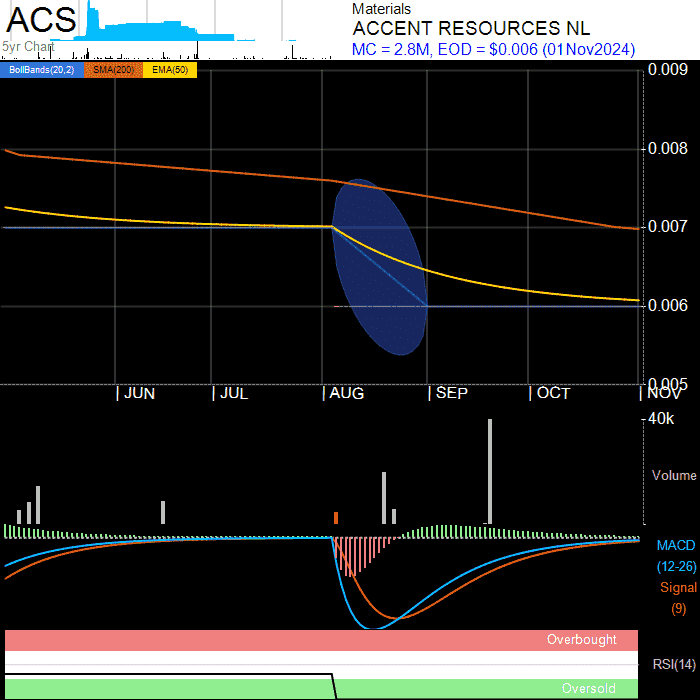 ACS
5yr Chart
Materials
ACCENT RESOURCES NL
MC = 2.8M, EOD = $0.006 (01Nov2024)
BollBands(20,2) SMA(200) EMA(50)
0.009
0.008
0.007
0.006
0.005
JUN JUL AUG SEP OCT NOV
40k
Volume
MACD
(12-26)
Signal
(9)
Overbought
RSI(14)
Oversold